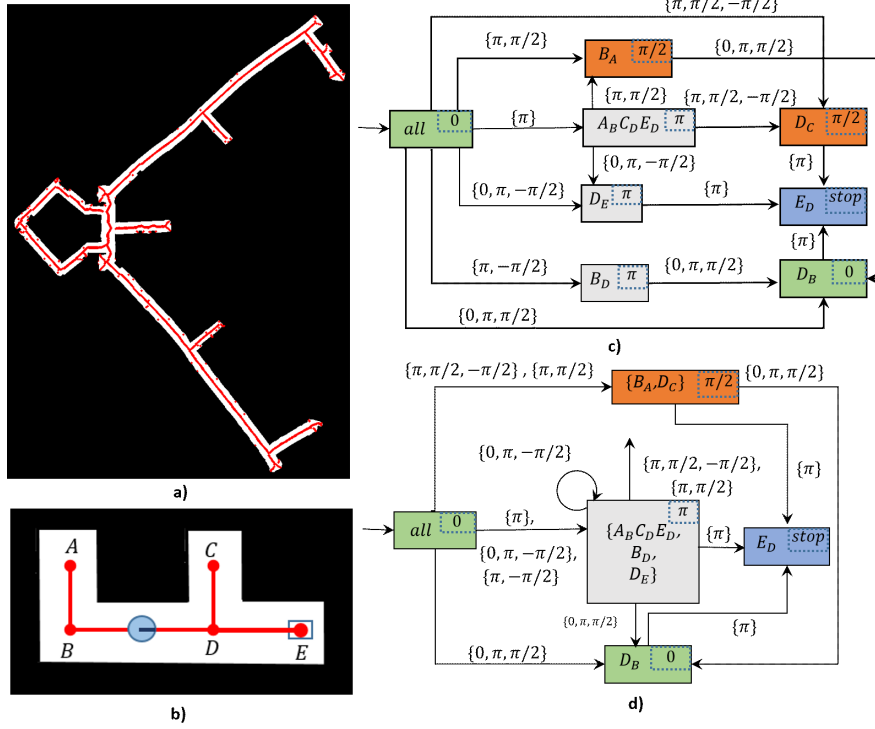 a)
A
C
B
D
E
b)
{π, π/2, −π/2}
{π, π/2}
B_A π/2
{0, π, π/2}
{π, π/2}
{π, π/2, −π/2}
all 0
{π}
A_B C_D E_D π
D_C π/2
{0, π, −π/2}
{π}
{0, π, −π/2}
D_E π
{π}
E_D stop
{π}
{π, −π/2}
B_D π
{0, π, π/2}
D_B 0
{0, π, π/2}
c)
{π, π/2, −π/2} , {π, π/2}
{B_A, D_C} π/2
{0, π, π/2}
{0, π, −π/2}
{π, π/2, −π/2},
{π, π/2}
{π}
all 0
{π},
{0, π, −π/2},
{π, −π/2}
π
{A_B C_D E_D,
B_D,
D_E}
{π}
E_D stop
{0, π, π/2}
{π}
{0, π, π/2}
D_B 0
d)